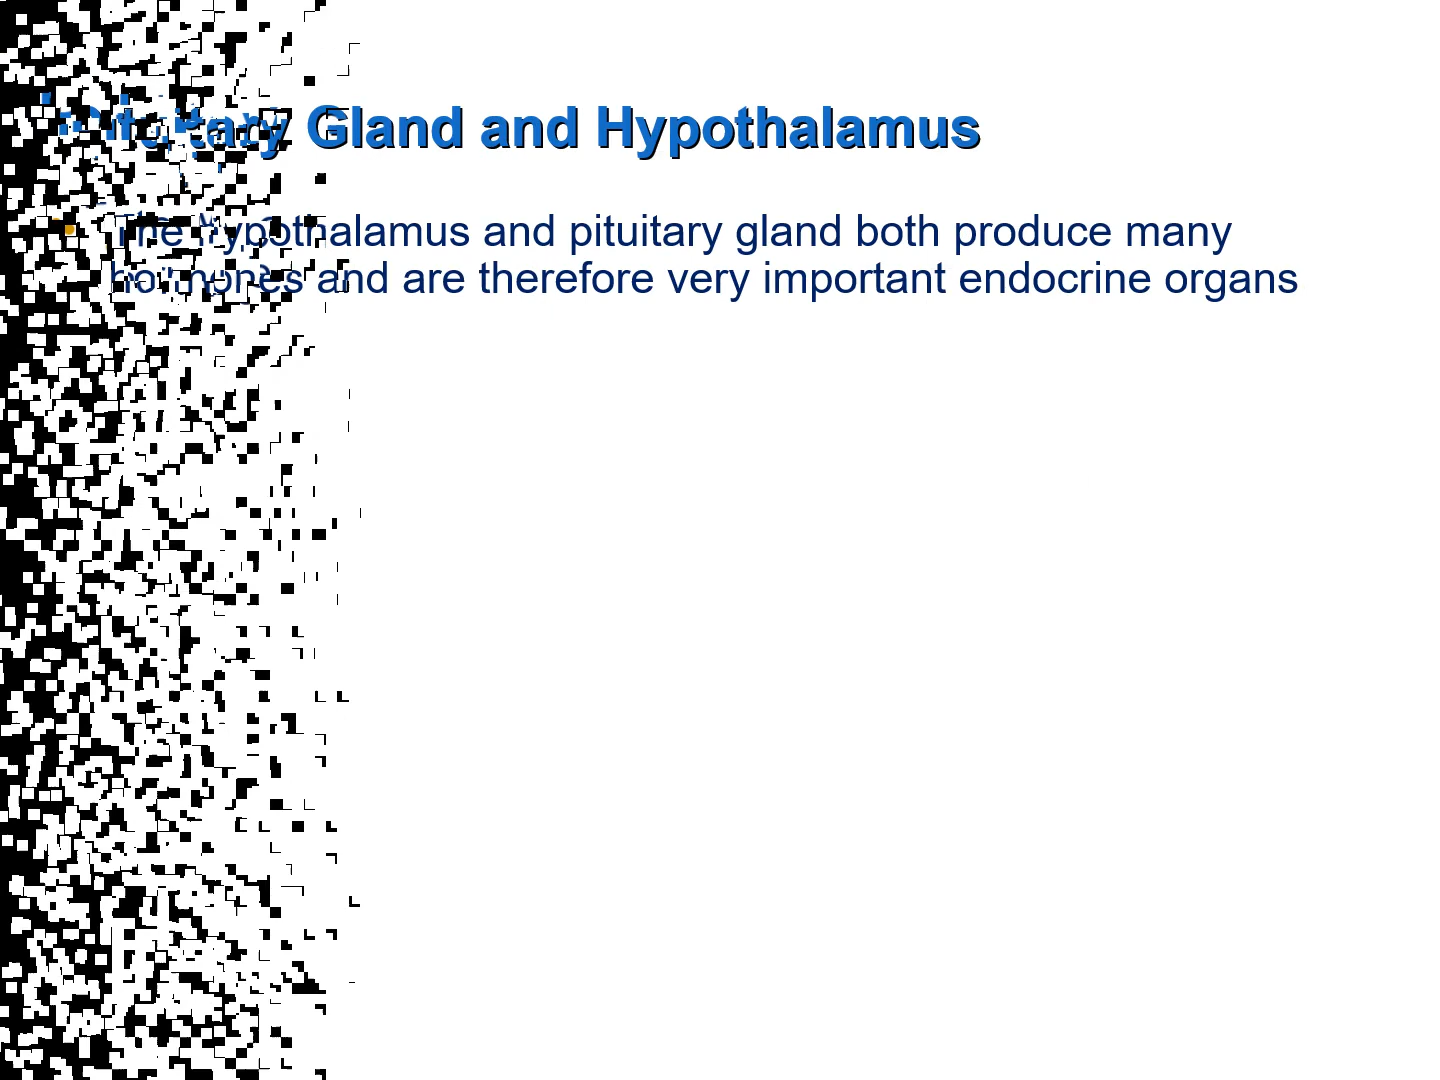 Pituitary Gland and Hypothalamus
The hypothalamus and pituitary gland both produce many
hormones and are therefore very important endocrine organs